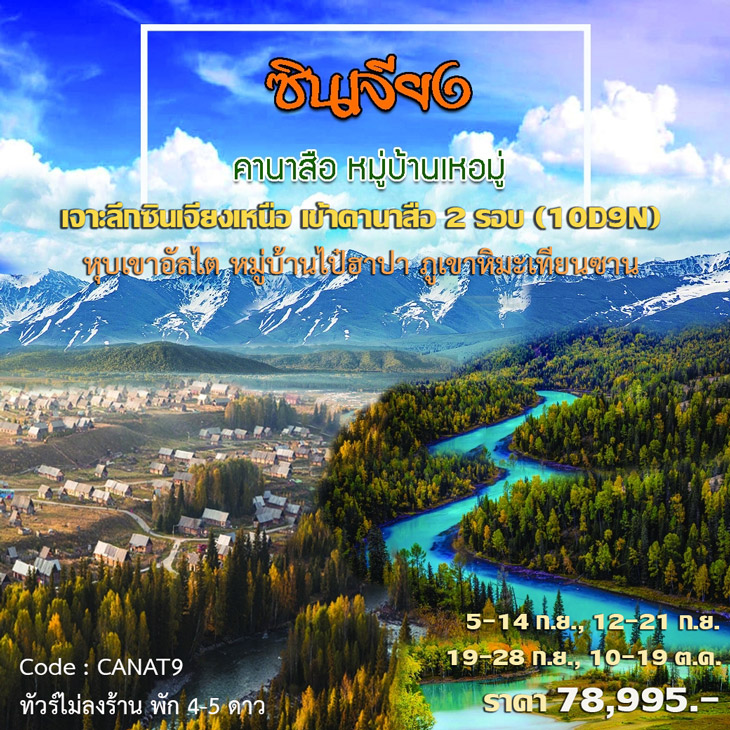 ซินเจียง
คานาสือ หมู่บ้านเหอมู่
เจาะลึกซินเจียงเหนือ เข้าคานาสือ 2 รอบ (10D9N)
หุบเขาอัลไต หมู่บ้านไป๋ฮาปา ภูเขาหิมะเทียนซาน
5-14 ก.ย., 12-21 ก.ย.
19-28 ก.ย., 10-19 ต.ค.
ราคา 78,995.-
Code : CANAT9
ทัวร์ไม่ลงร้าน พัก 4-5 ดาว